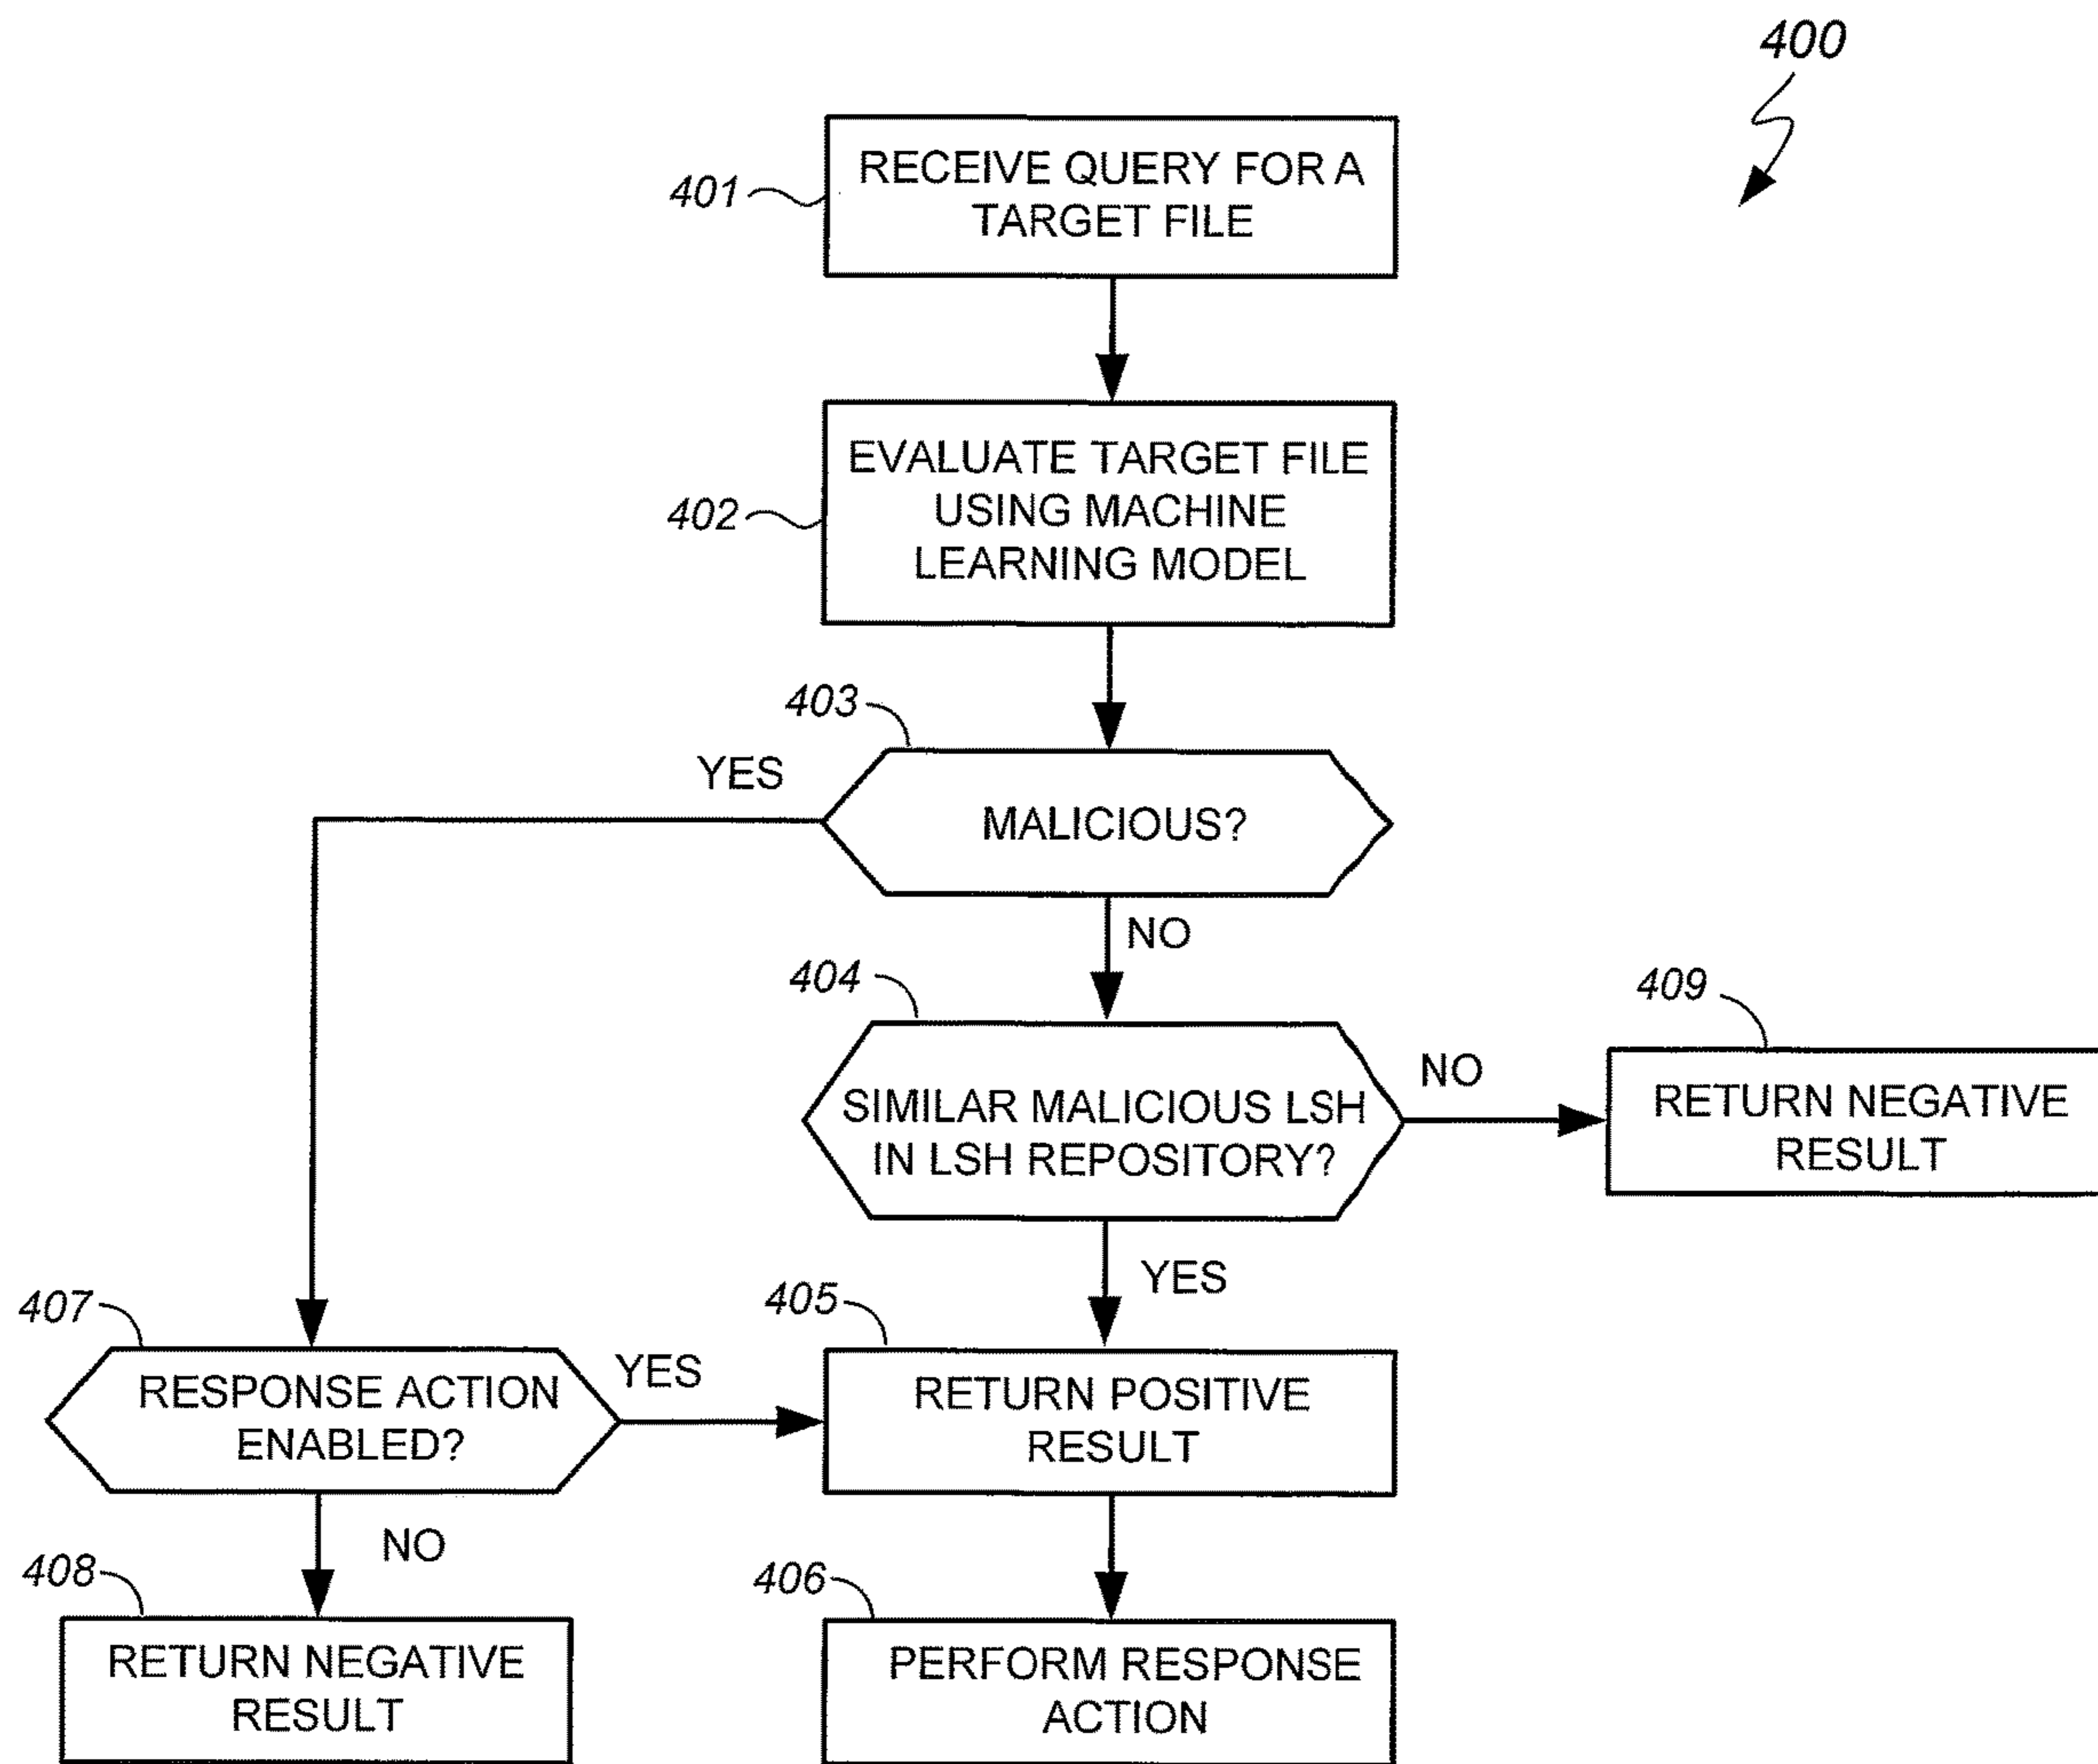 400
401
RECEIVE QUERY FOR A
TARGET FILE
402
EVALUATE TARGET FILE
USING MACHINE
LEARNING MODEL
403
YES
MALICIOUS?
NO
404
SIMILAR MALICIOUS LSH
IN LSH REPOSITORY?
NO
409
RETURN NEGATIVE
RESULT
YES
407
RESPONSE ACTION
ENABLED?
YES
405
RETURN POSITIVE
RESULT
NO
408
RETURN NEGATIVE
RESULT
406
PERFORM RESPONSE
ACTION